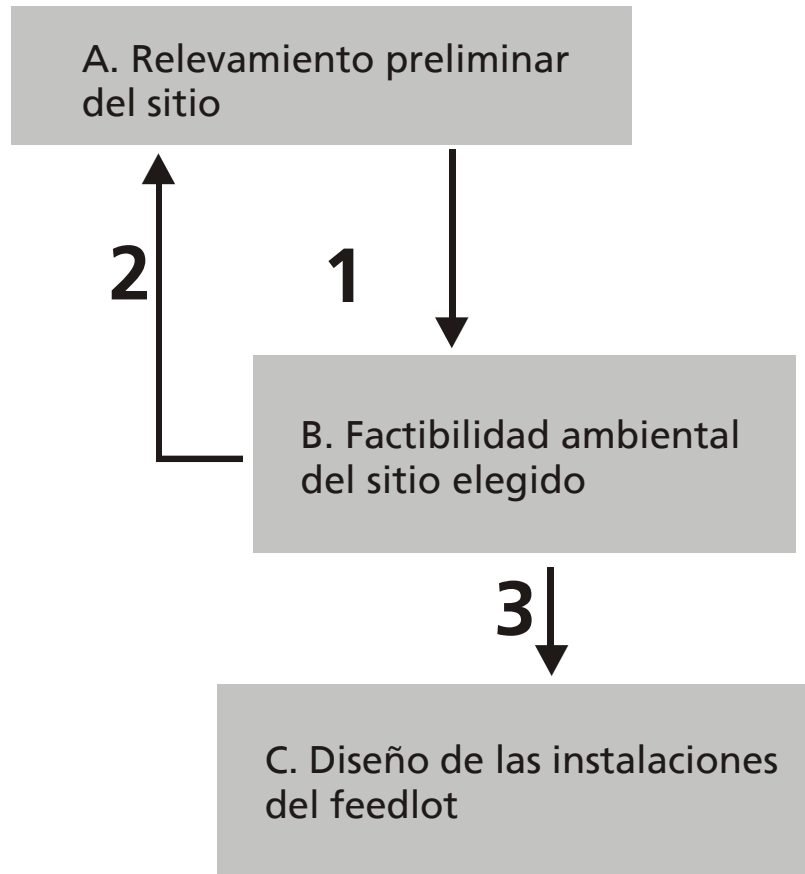 A. Relevamiento preliminar
del sitio
2
1
B. Factibilidad ambiental
del sitio elegido
3
C. Diseño de las instalaciones
del feedlot